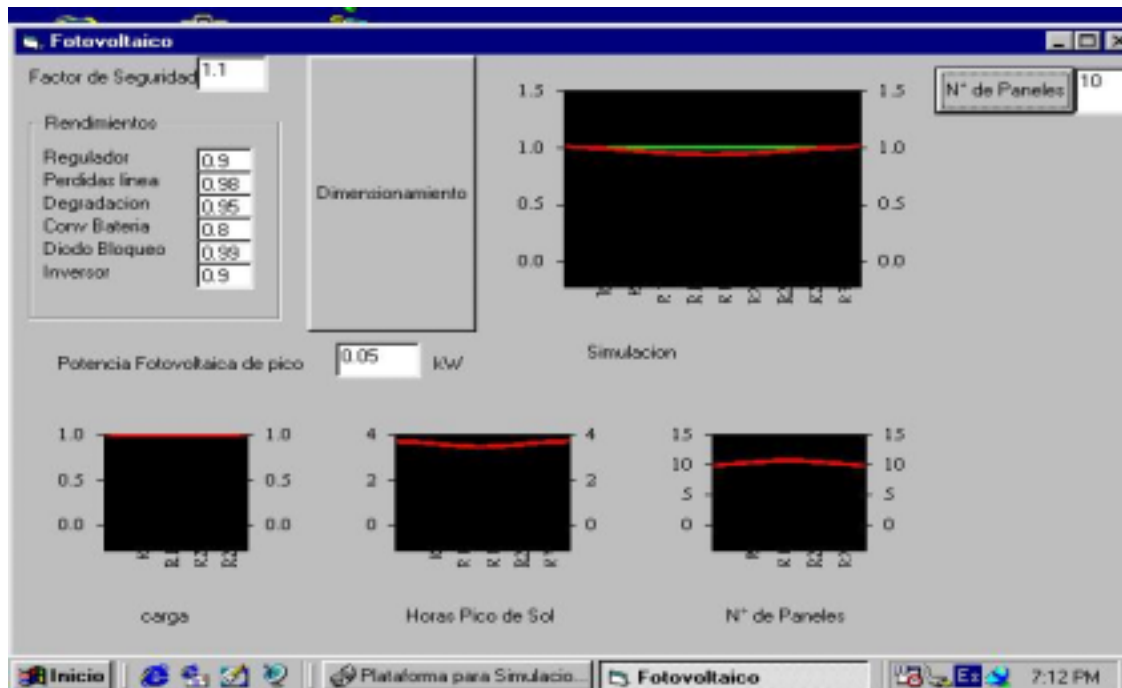 Fotovoltaico
Factor de Seguridad 1.1
N° de Paneles 10
Rendimientos
Regulador 0.9
Perdidas linea 0.98
Degradacion 0.95
Conv Bateria 0.8
Diodo Bloqueo 0.99
Inversor 0.9
Dimensionamiento
1.5 1.5
1.0 1.0
0.5 0.5
0.0 0.0
Simulacion
Potencia Fotovoltaica de pico 0.05 kW
1.0 1.0
0.5 0.5
0.0 0.0
carga
4 4
2 2
0 0
Horas Pico de Sol
15 15
10 10
5 5
0 0
N° de Paneles
Inicio
Plataforma para Simulacio...
Fotovoltaico
7:12 PM